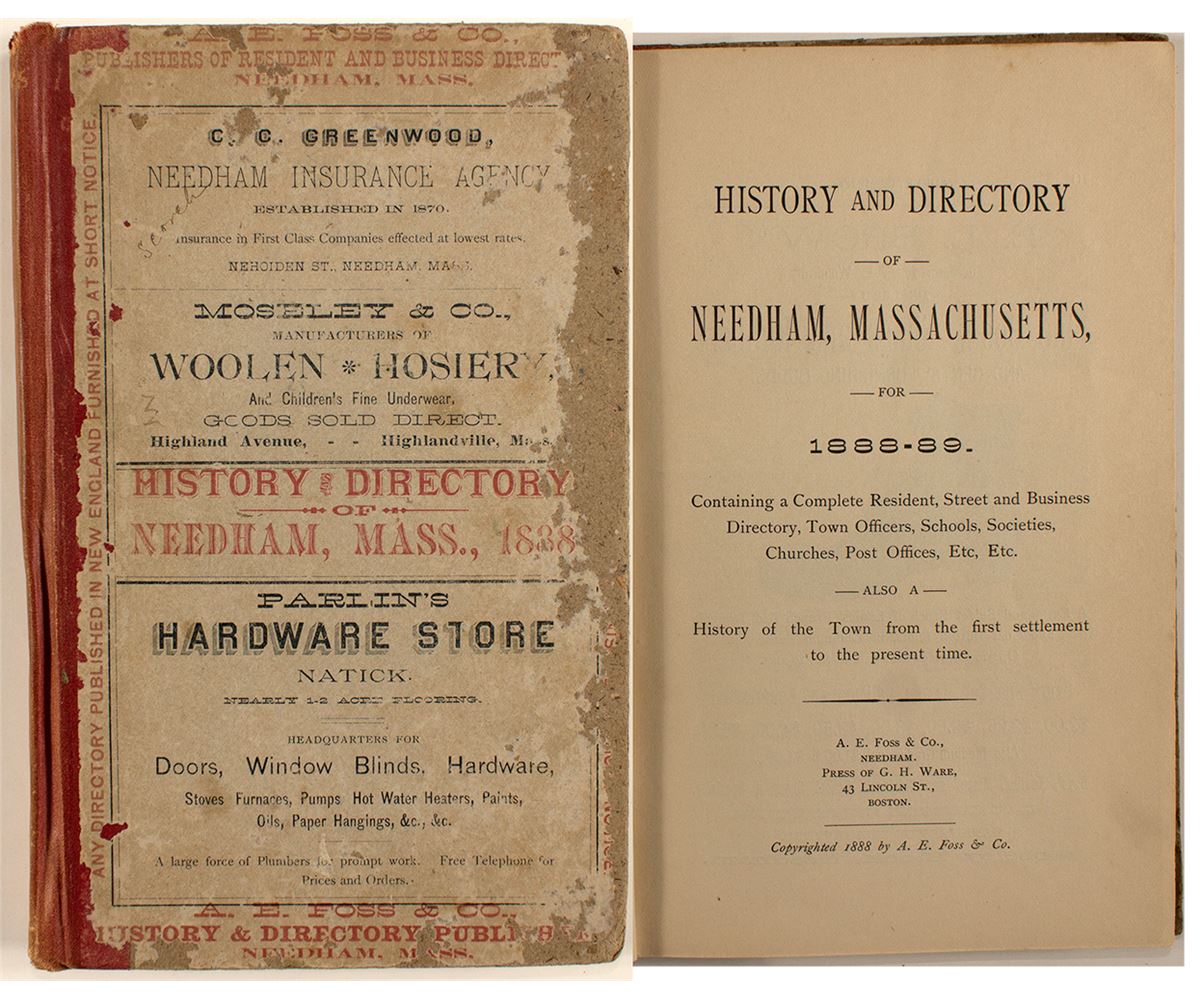 A. E. FOSS & CO.,
PUBLISHERS OF RESIDENT AND BUSINESS DIRECT
NEEDHAM, MASS.
ANY DIRECTORY PUBLISHED IN NEW ENGLAND FURNISHED AT SHORT NOTICE.
C. C. GREENWOOD,
NEEDHAM INSURANCE AGENCY
ESTABLISHED IN 1870.
Insurance in First Class Companies effected at lowest rates.
NEHOIDEN ST., NEEDHAM, MASS.
MOSELEY & CO.,
MANUFACTURERS OF
WOOLEN * HOSIERY,
And Children's Fine Underwear,
GOODS SOLD DIRECT.
Highland Avenue, - - Highlandville, Mass.
HISTORY & DIRECTORY
OF
NEEDHAM, MASS., 1888
PARLIN'S
HARDWARE STORE
NATICK.
NEARLY 1-2 ACRE FLOORING.
HEADQUARTERS FOR
Doors, Window Blinds, Hardware,
Stoves Furnaces, Pumps Hot Water Heaters, Paints,
Oils, Paper Hangings, &c., &c.
A large force of Plumbers for prompt work. Free Telephone for
Prices and Orders.
A. E. FOSS & CO.,
HISTORY & DIRECTORY PUBLISHE
NEEDHAM, MASS.
HISTORY AND DIRECTORY
— OF —
NEEDHAM, MASSACHUSETTS,
— FOR —
1888-89.
Containing a Complete Resident, Street and Business
Directory, Town Officers, Schools, Societies,
Churches, Post Offices, Etc, Etc.
— ALSO A —
History of the Town from the first settlement
to the present time.
A. E. FOSS & CO.,
NEEDHAM.
PRESS OF G. H. WARE,
43 LINCOLN ST.,
BOSTON.
Copyrighted 1888 by A. E. Foss & Co.